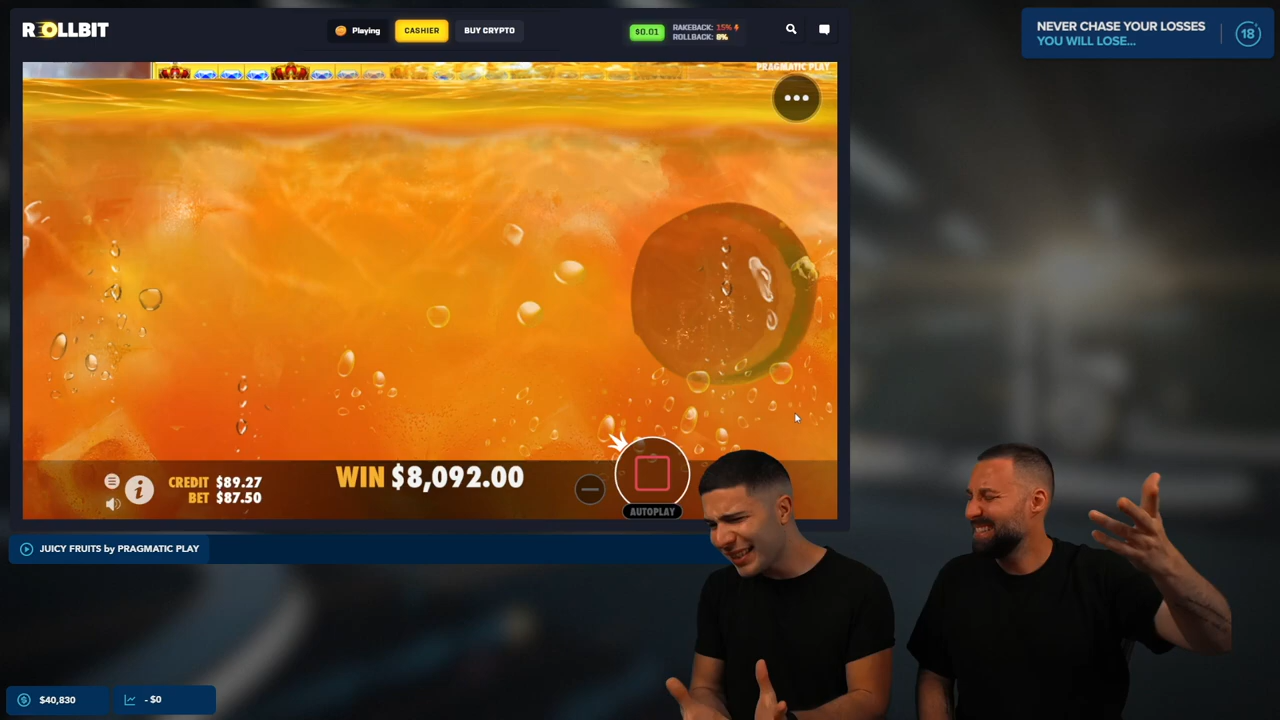 ROLLBIT
Playing
CASHIER
BUY CRYPTO
$0.01
RAKEBACK: 15%
ROLLBACK: 8%
NEVER CHASE YOUR LOSSES
YOU WILL LOSE...
18+
PRAGMATIC PLAY
CREDIT $89.27
BET $87.50
WIN $8,092.00
AUTOPLAY
JUICY FRUITS by PRAGMATIC PLAY
$40,830
- $0